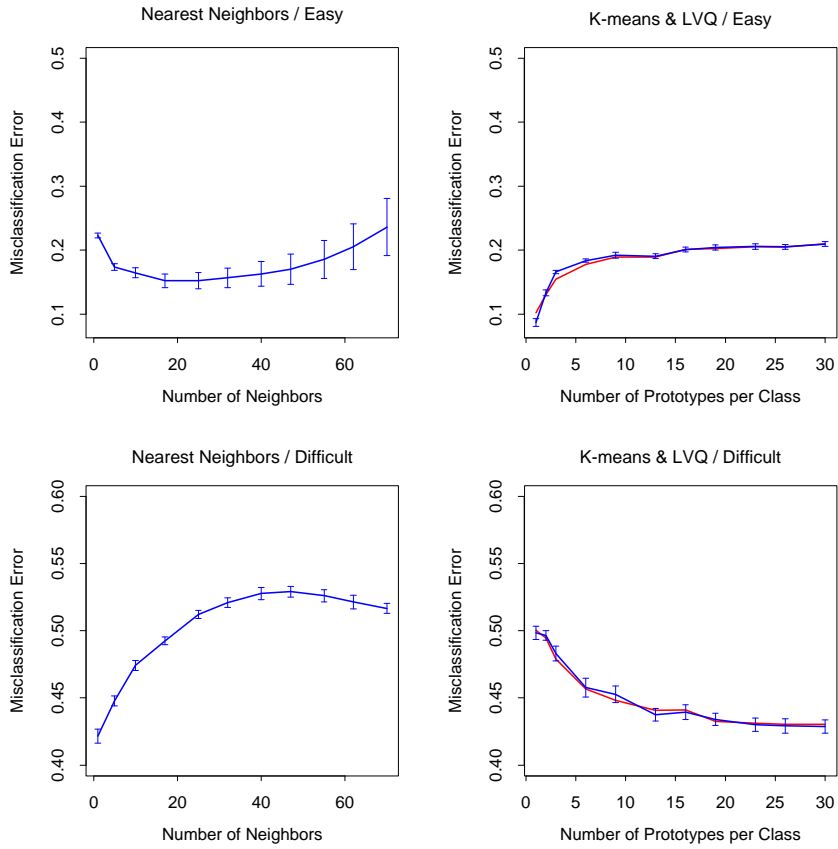 Nearest Neighbors / Easy
Misclassification Error
0.5
0.4
0.3
0.2
0.1
0 20 40 60
Number of Neighbors
K-means & LVQ / Easy
Misclassification Error
0.5
0.4
0.3
0.2
0.1
0 5 10 15 20 25 30
Number of Prototypes per Class
Nearest Neighbors / Difficult
Misclassification Error
0.60
0.55
0.50
0.45
0.40
0 20 40 60
Number of Neighbors
K-means & LVQ / Difficult
Misclassification Error
0.60
0.55
0.50
0.45
0.40
0 5 10 15 20 25 30
Number of Prototypes per Class